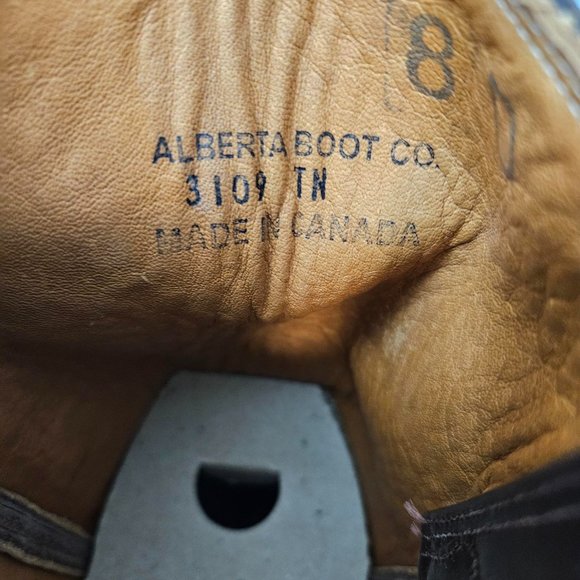 8
ALBERTA BOOT CO.
3109 TN
MADE IN CANADA